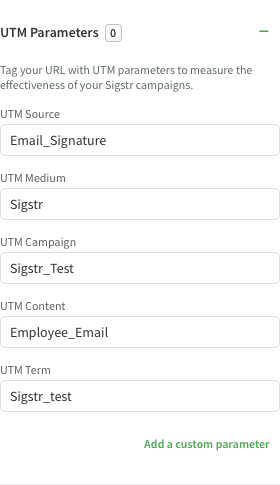 UTM Parameters 0 −
Tag your URL with UTM parameters to measure the
effectiveness of your Sigstr campaigns.
UTM Source
Email_Signature
UTM Medium
Sigstr
UTM Campaign
Sigstr_Test
UTM Content
Employee_Email
UTM Term
Sigstr_test
Add a custom parameter